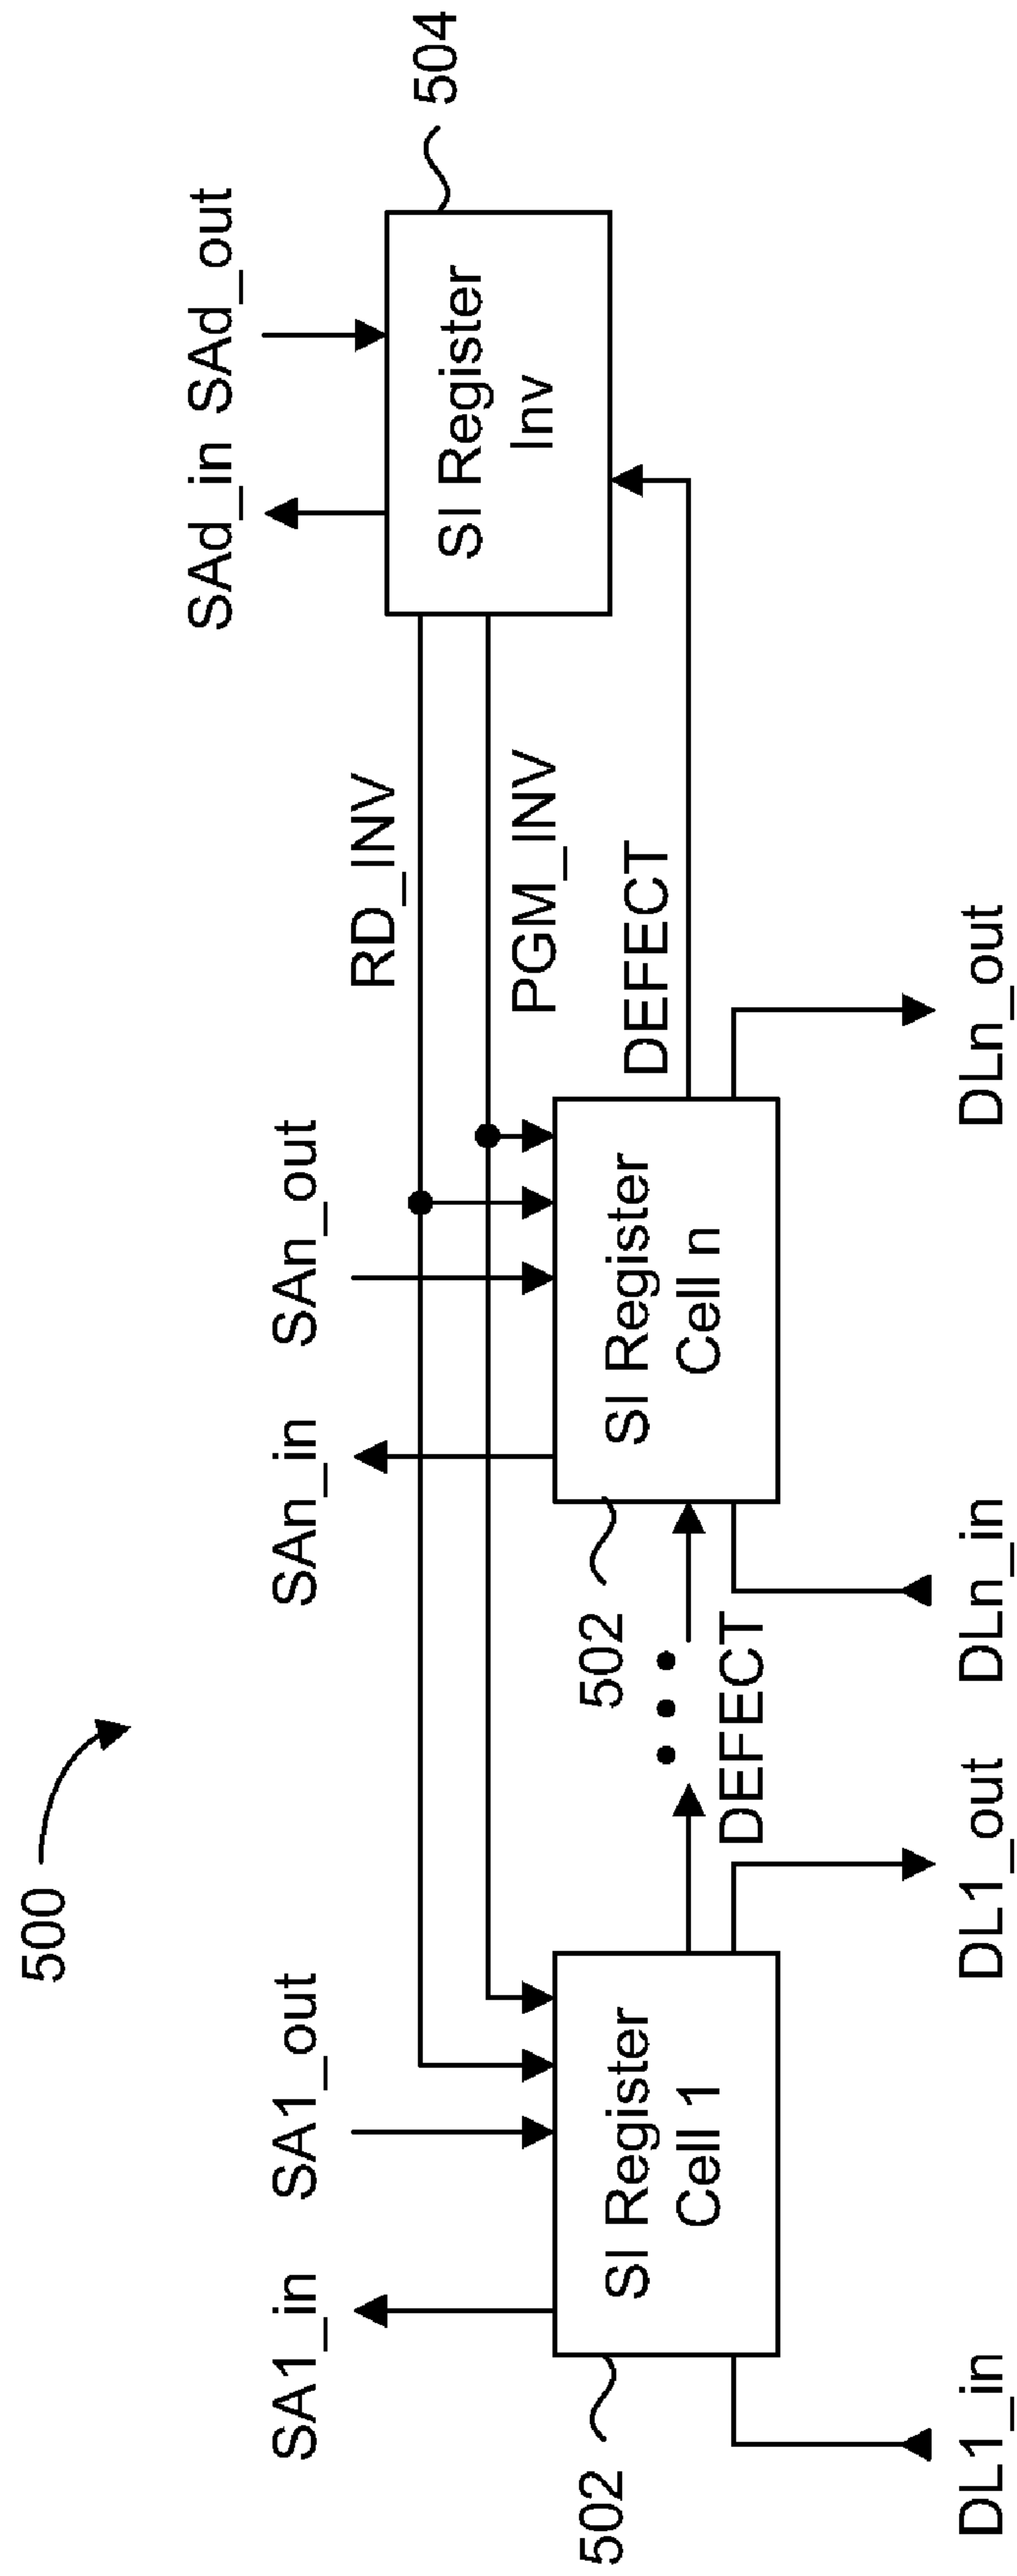 500
SAd_in SAd_out
504
SI Register
Inv
RD_INV
PGM_INV
SA1_in SA1_out
SAn_in SAn_out
DEFECT
502
SI Register
Cell 1
502
SI Register
Cell n
DEFECT
DL1_in
DL1_out
DLn_in
DLn_out